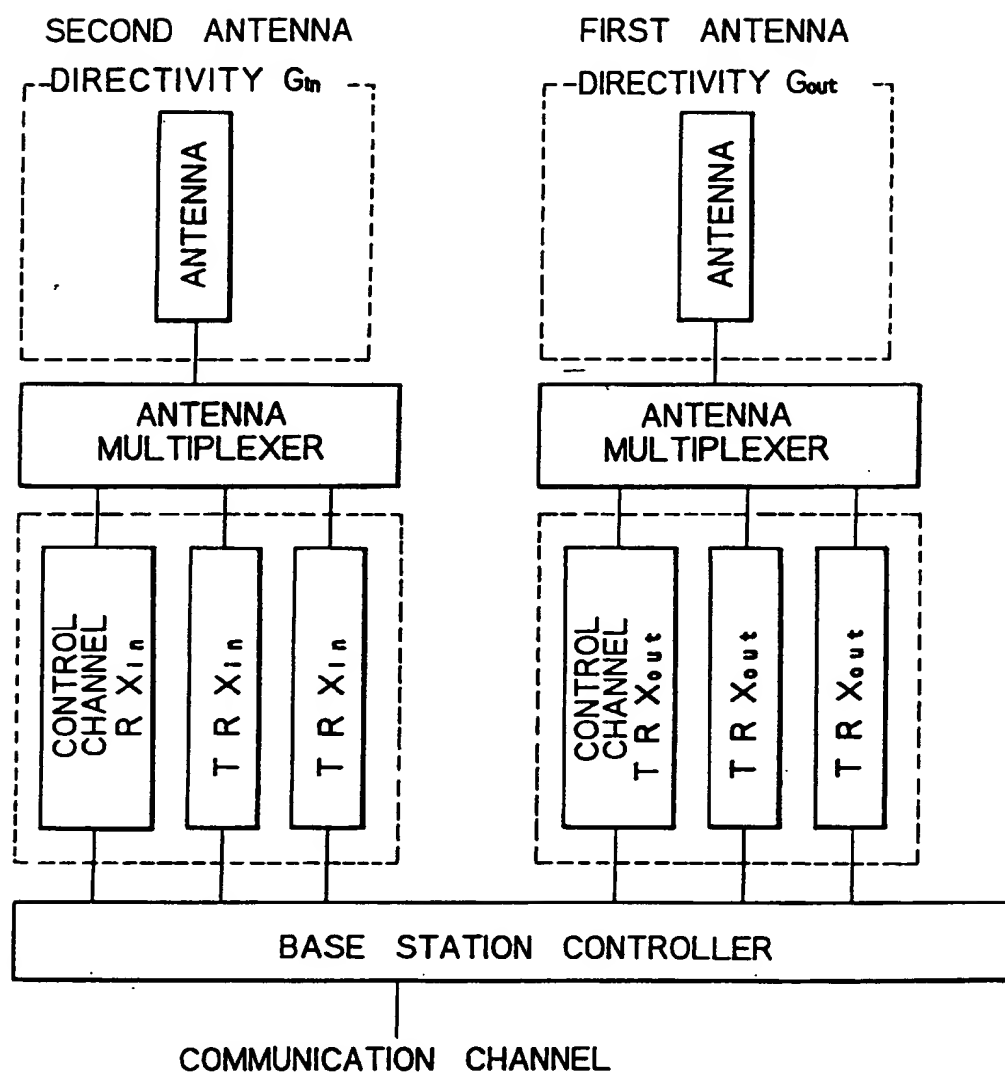 SECOND ANTENNA
DIRECTIVITY Gin
ANTENNA
ANTENNA
MULTIPLEXER
CONTROL
CHANNEL
R Xin
T R Xin
T R Xin
FIRST ANTENNA
DIRECTIVITY Gout
ANTENNA
ANTENNA
MULTIPLEXER
CONTROL
CHANNEL
T R Xout
T R Xout
T R Xout
BASE STATION CONTROLLER
COMMUNICATION CHANNEL